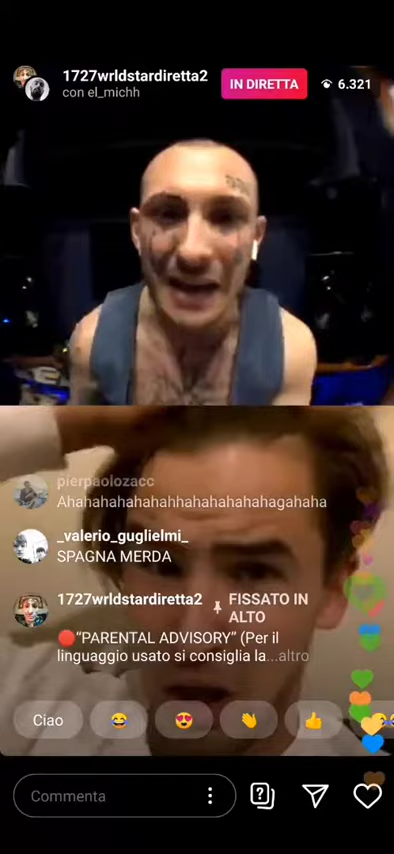 1727wrldstardiretta2
con el_michh
IN DIRETTA
6.321
pierpaolozacc
Ahahahahahahahhahahahahahagahaha
_valerio_guglielmi_
SPAGNA MERDA
1727wrldstardiretta2
FISSATO IN
ALTO
"PARENTAL ADVISORY" (Per il
linguaggio usato si consiglia la...altro
Ciao
Commenta